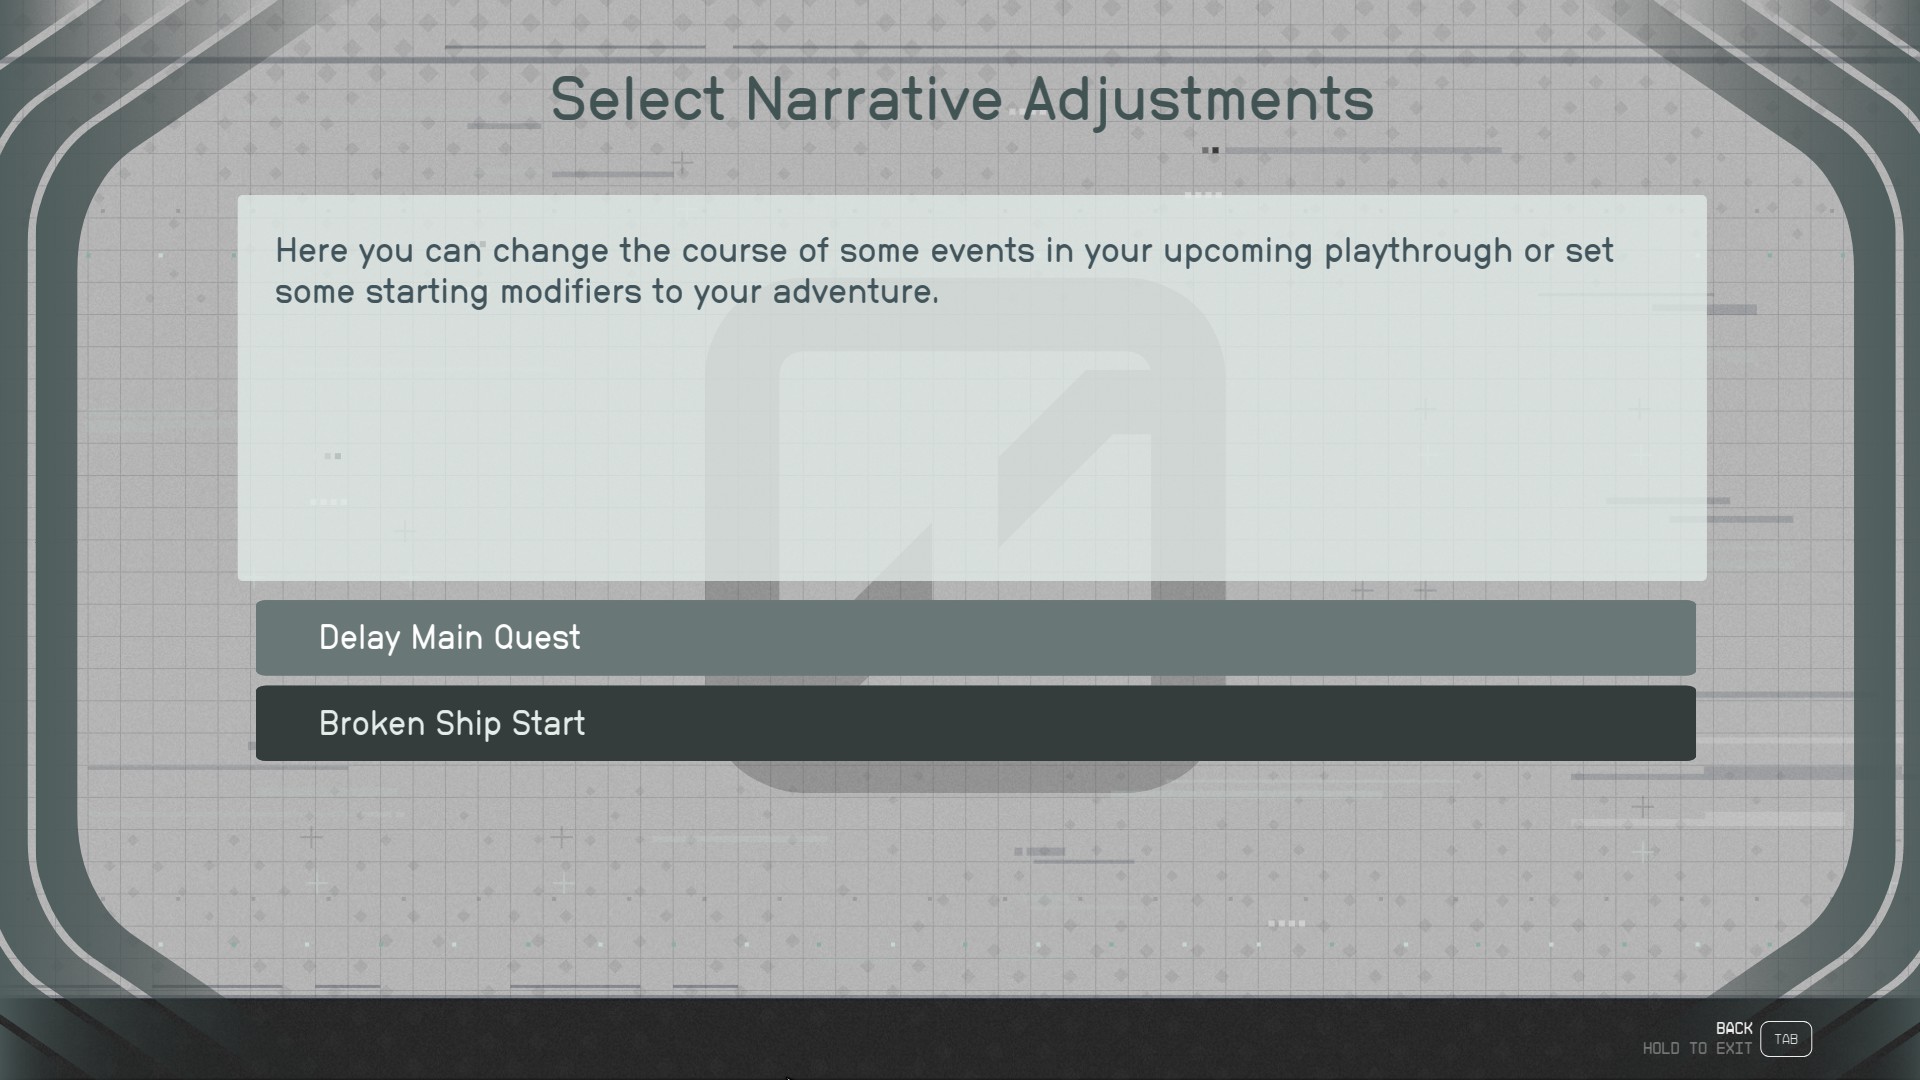 Select Narrative Adjustments
Here you can change the course of some events in your upcoming playthrough or set
some starting modifiers to your adventure.
Delay Main Quest
Broken Ship Start
BACK
HOLD TO EXIT
TAB